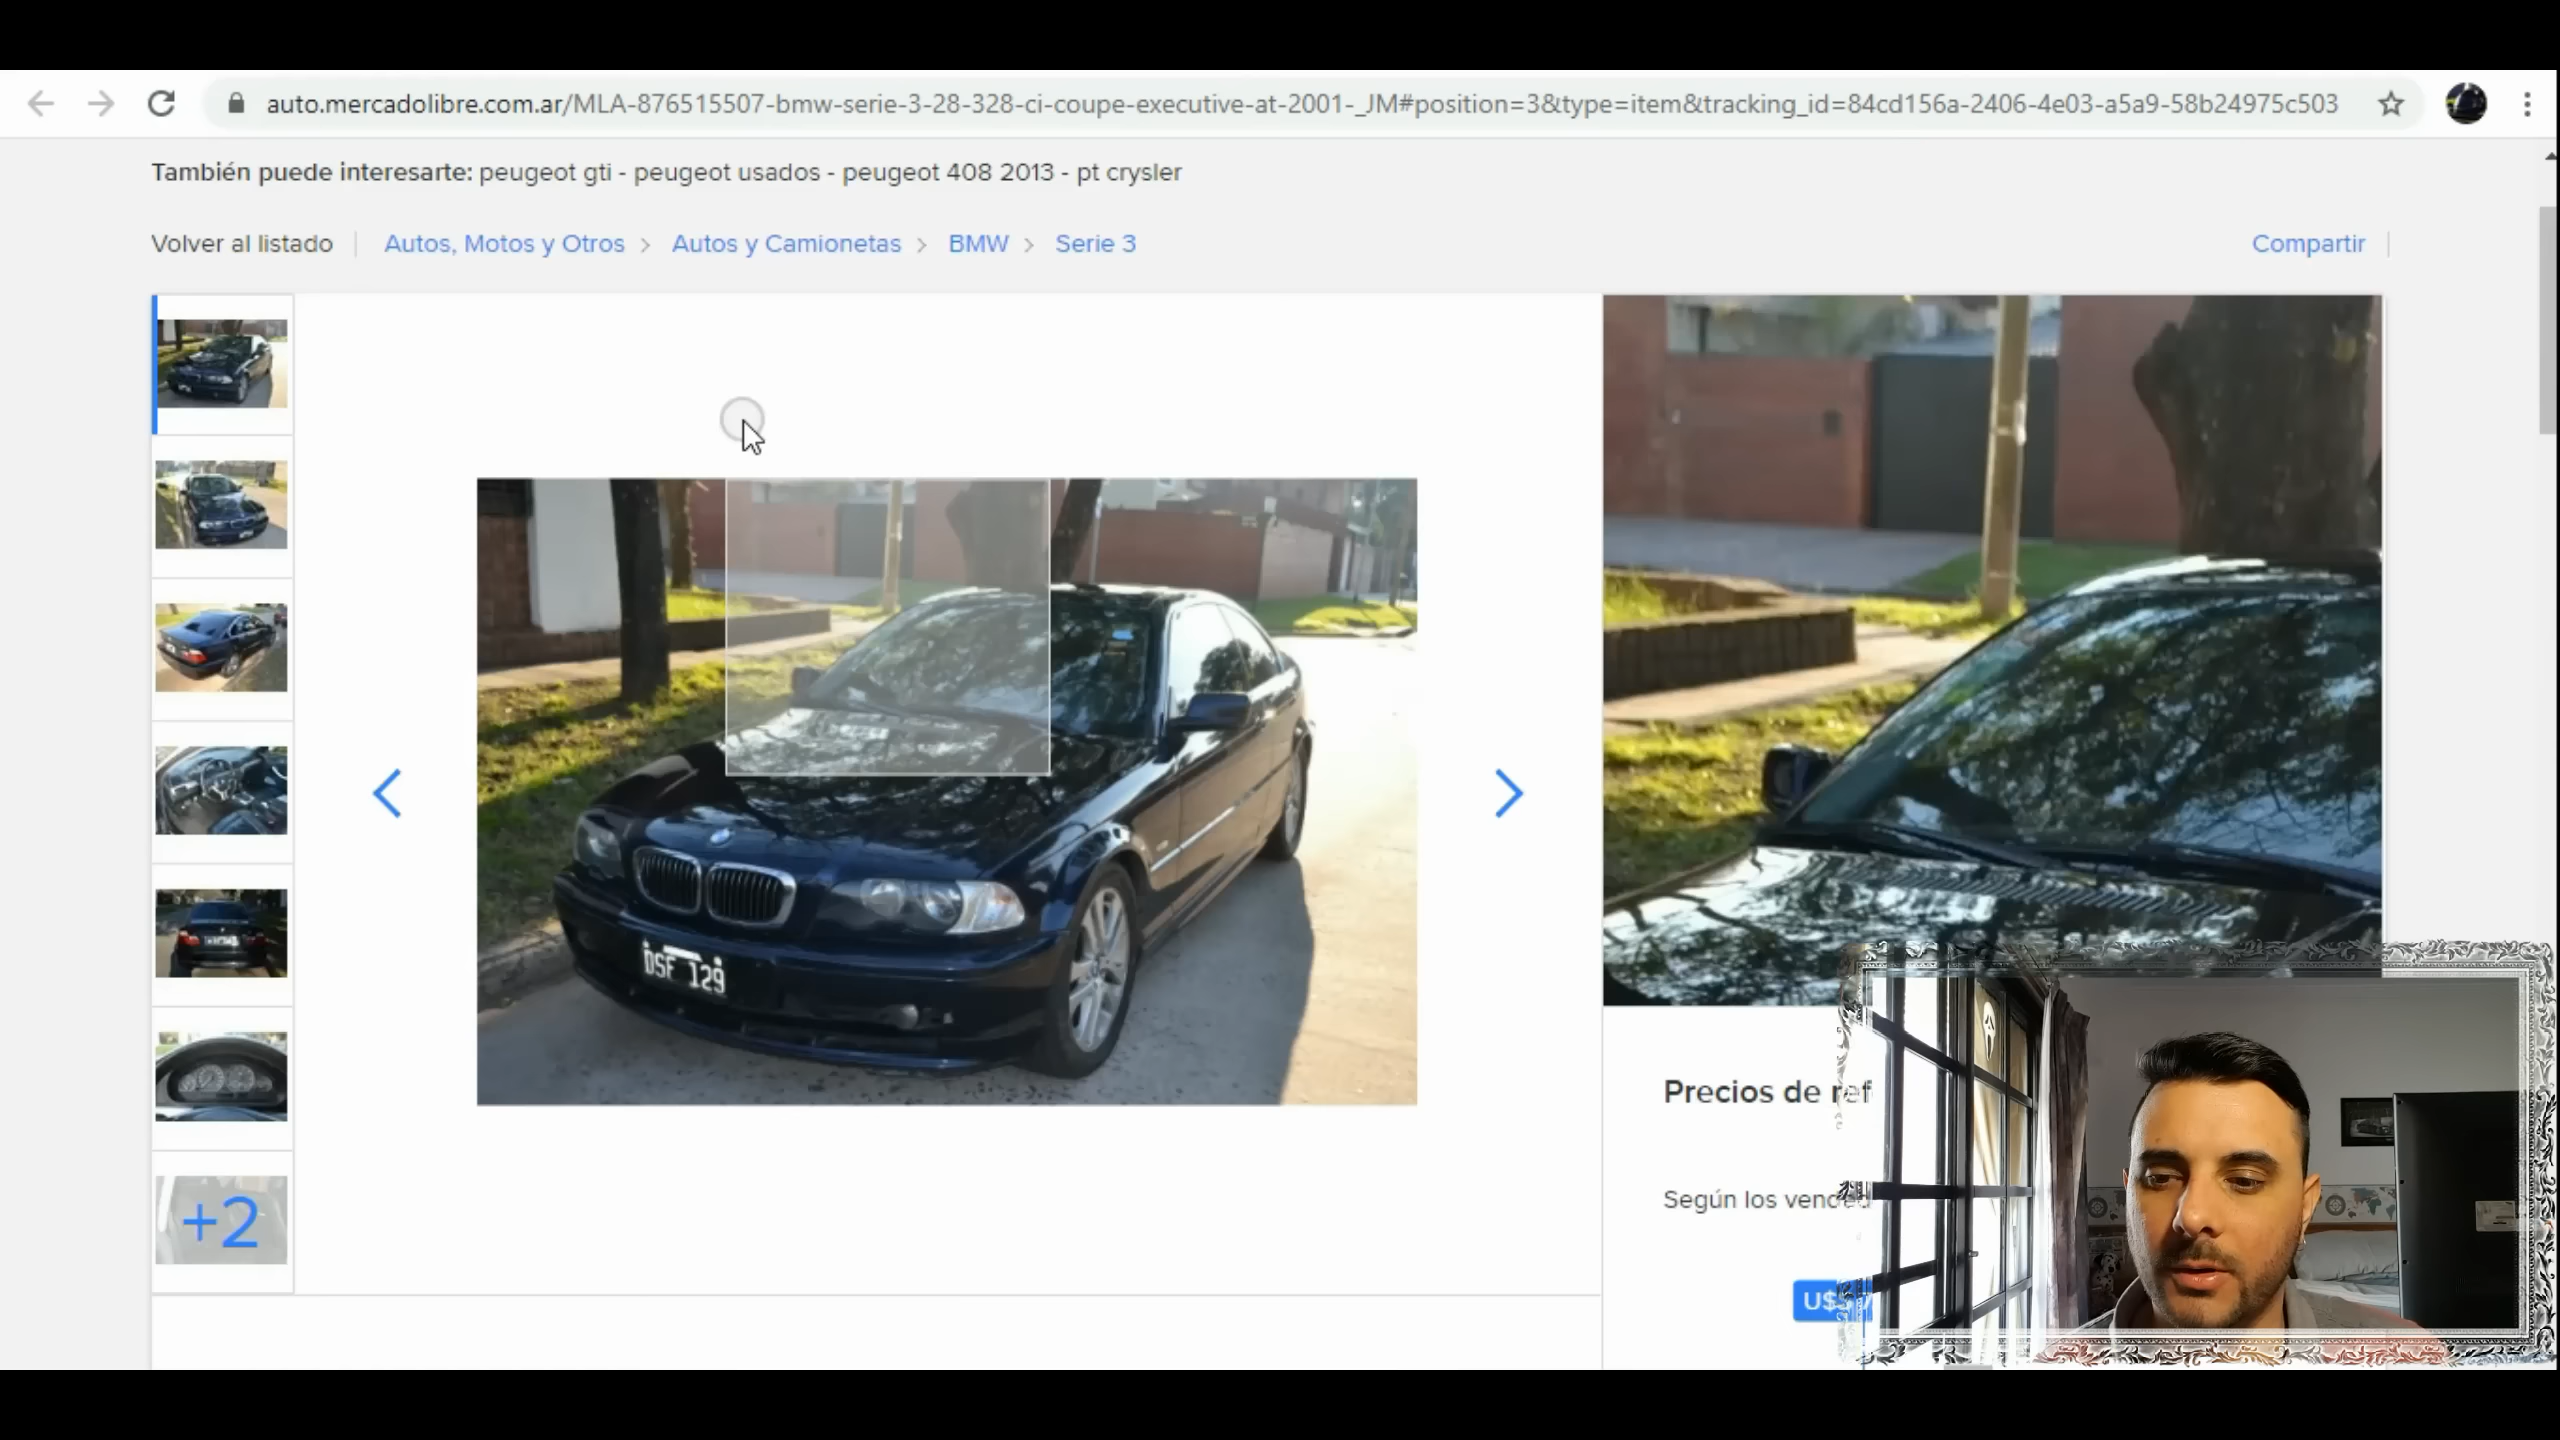 auto.mercadolibre.com.ar/MLA-876515507-bmw-serie-3-28-328-ci-coupe-executive-at-2001-_JM#position=3&type=item&tracking_id=84cd156a-2406-4e03-a5a9-58b24975c503
También puede interesarte: peugeot gti - peugeot usados - peugeot 408 2013 - pt crysler
Volver al listado | Autos, Motos y Otros > Autos y Camionetas > BMW > Serie 3
Compartir
DSF 129
+2
Precios de
Según los
U$S